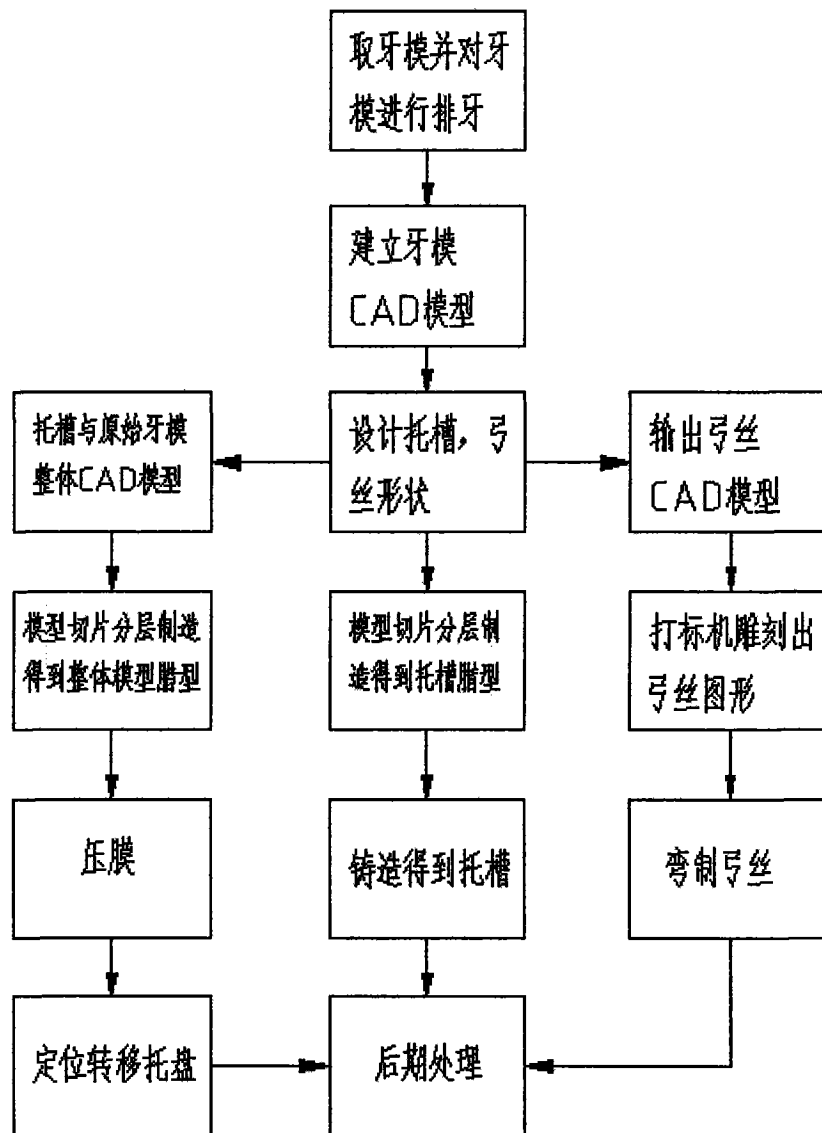 取牙模并对牙
模进行排牙
建立牙模
CAD模型
托槽与原始牙模
整体CAD模型
设计托槽，弓
丝形状
输出弓丝
CAD模型
模型切片分层制造
得到整体模型腊型
模型切片分层制
造得到托槽腊型
打标机雕刻出
弓丝图形
压膜
铸造得到托槽
弯制弓丝
定位转移托盘
后期处理